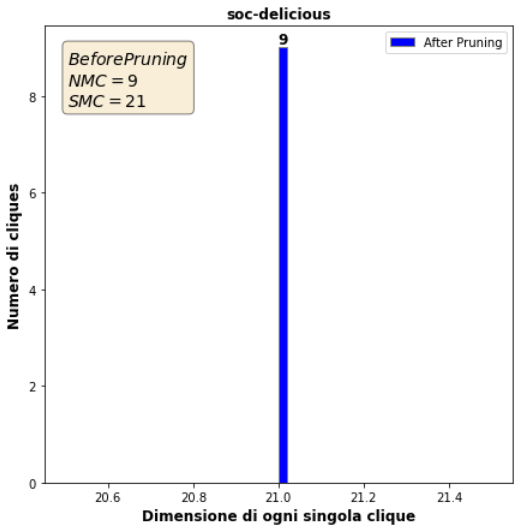 soc-delicious
9
After Pruning
BeforePruning
NMC = 9
SMC = 21
8
6
4
2
0
Numero di cliques
20.6 20.8 21.0 21.2 21.4
Dimensione di ogni singola clique